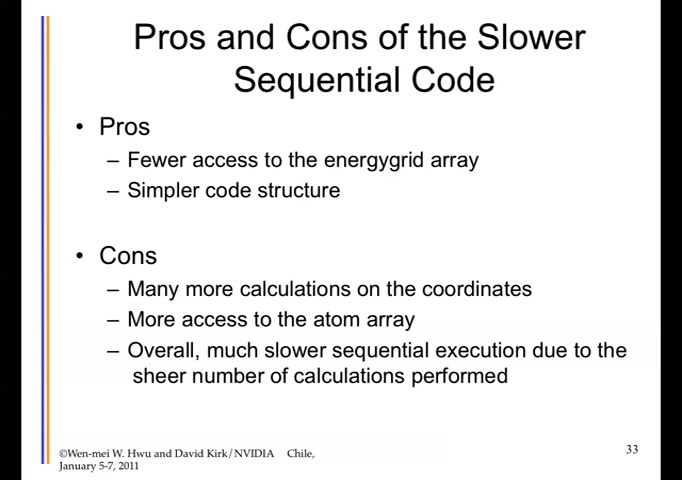 Pros and Cons of the Slower
Sequential Code
• Pros
– Fewer access to the energygrid array
– Simpler code structure
• Cons
– Many more calculations on the coordinates
– More access to the atom array
– Overall, much slower sequential execution due to the
sheer number of calculations performed
©Wen-mei W. Hwu and David Kirk/NVIDIA Chile,
January 5-7, 2011
33